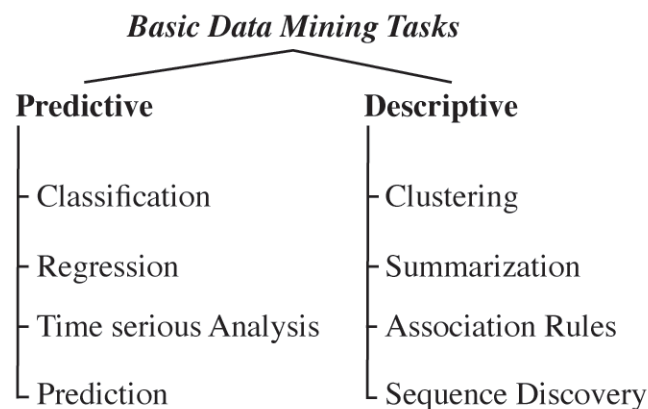 Basic Data Mining Tasks
Predictive
Classification
Regression
Time serious Analysis
Prediction
Descriptive
Clustering
Summarization
Association Rules
Sequence Discovery